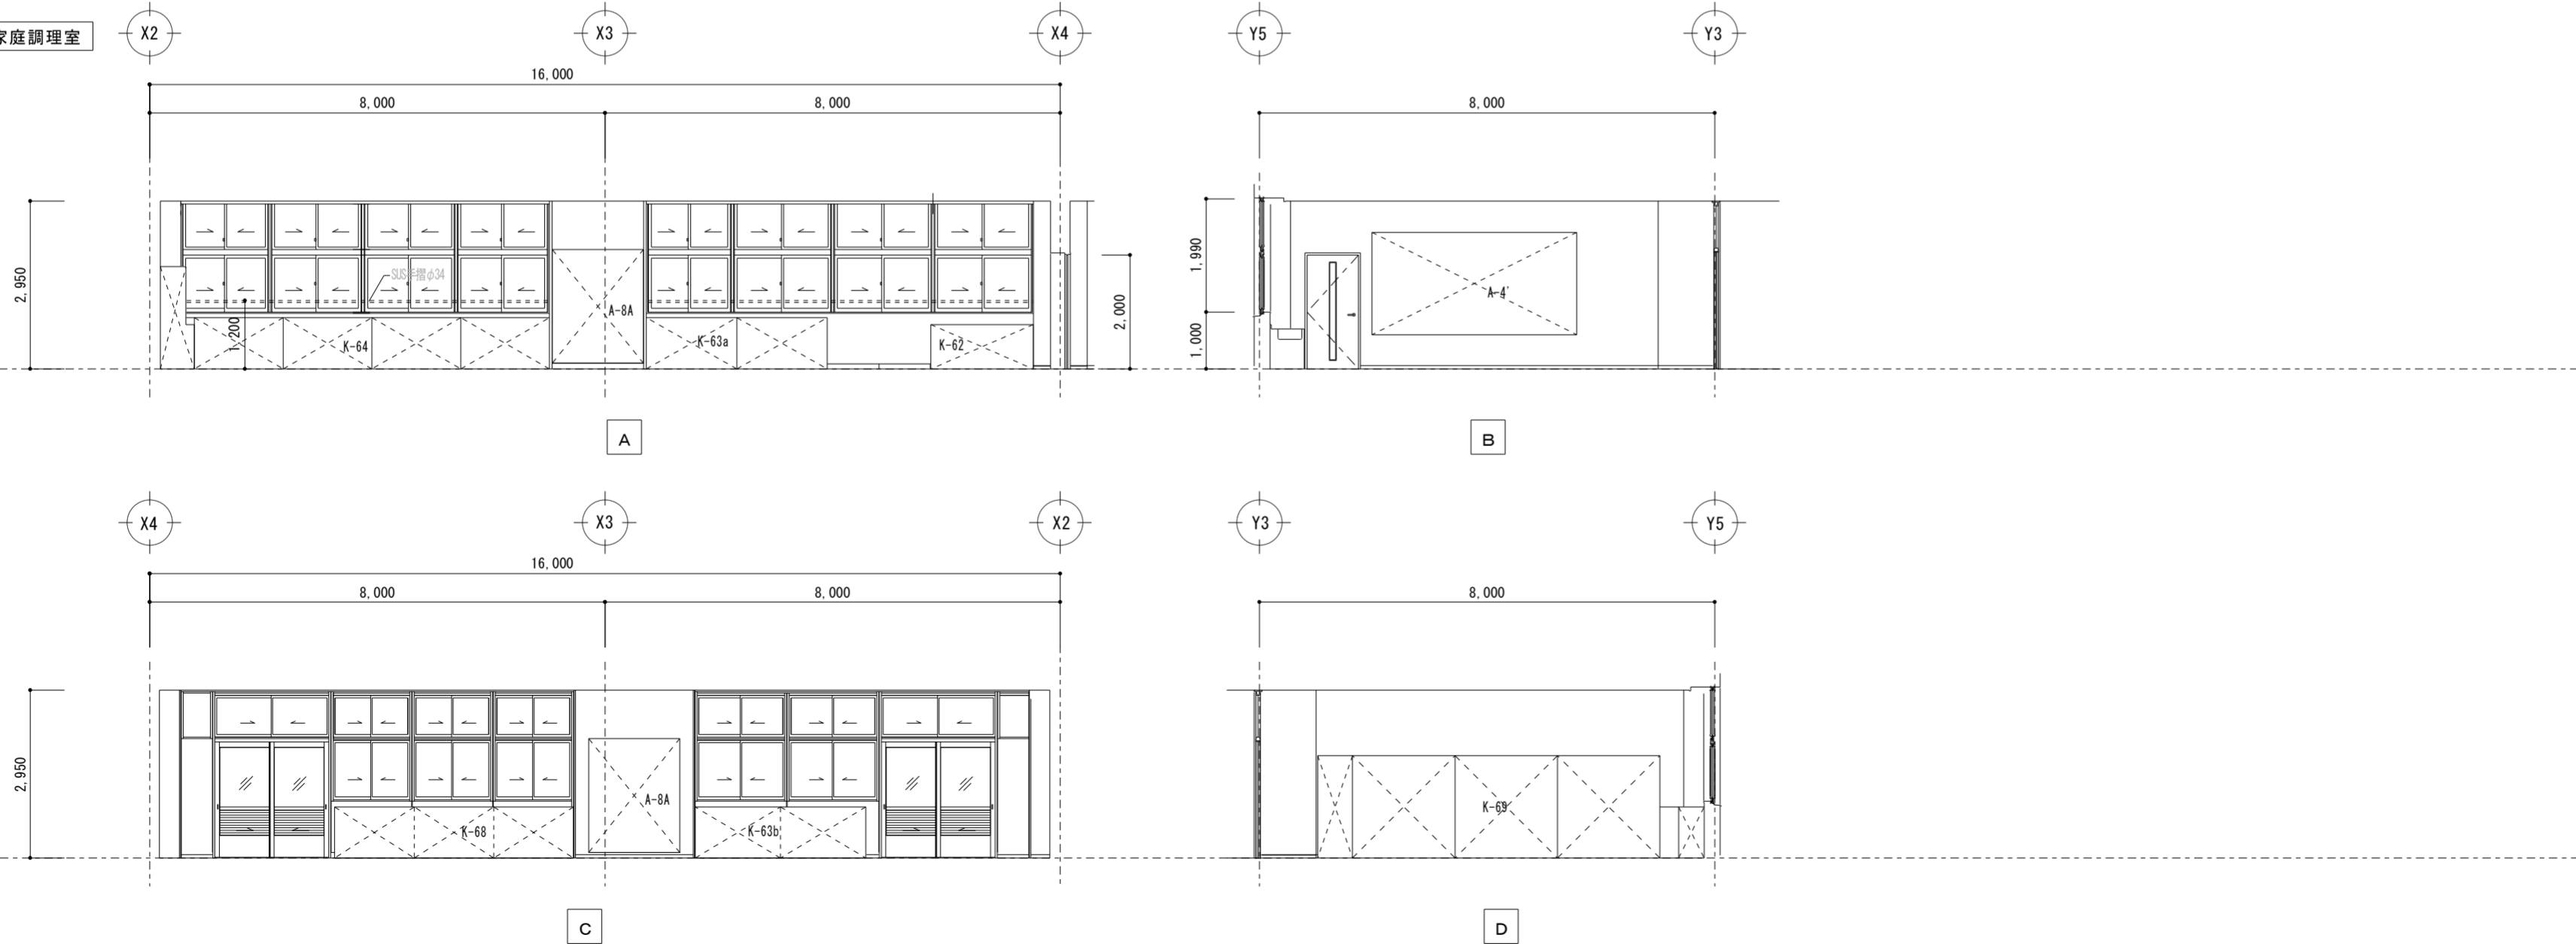 家庭調理室
X2
X3
X4
Y5
Y3
16,000
8,000
8,000
8,000
2,950
SUS手摺φ34
A-8A
1,200
K-64
K-63a
K-62
2,000
1,990
1,000
A-4'
A
B
X4
X3
X2
Y3
Y5
16,000
8,000
8,000
8,000
2,950
A-8A
K-68
K-63b
K-69
C
D